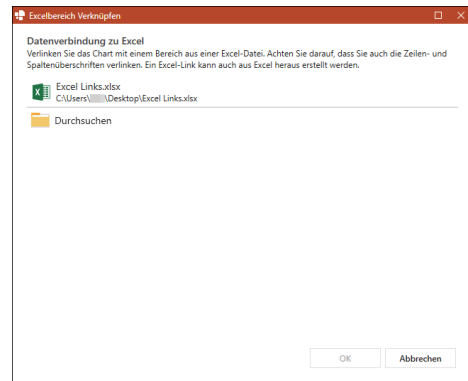 Excelbereich Verknüpfen
Datenverbindung zu Excel
Verlinken Sie das Chart mit einem Bereich aus einer Excel-Datei. Achten Sie darauf, dass Sie auch die Zeilen- und
Spaltenüberschriften verlinken. Ein Excel-Link kann auch aus Excel heraus erstellt werden.
Excel Links.xlsx
C:\Users\ \Desktop\Excel Links.xlsx
Durchsuchen
OK Abbrechen